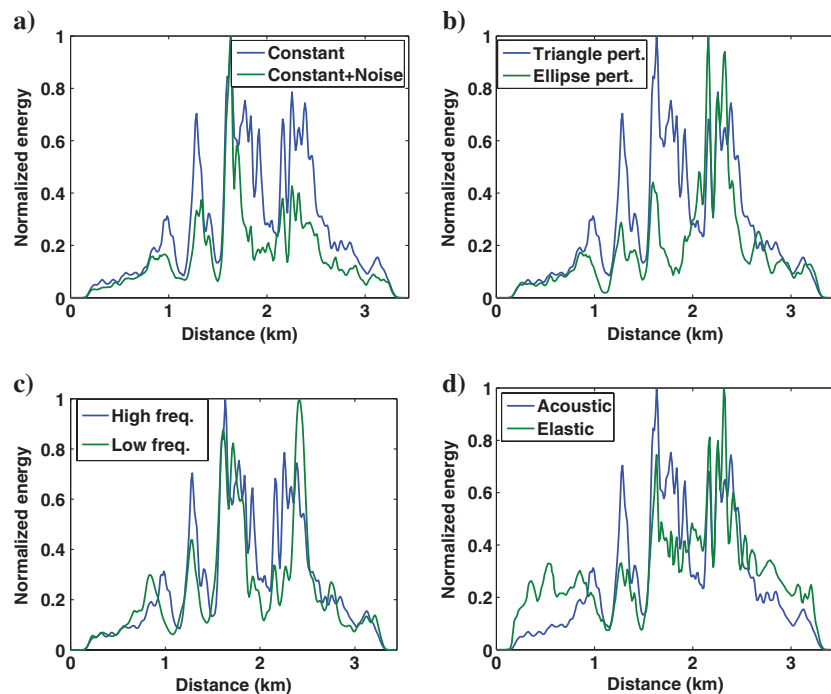 a)
Normalized energy
1
0.8
0.6
0.4
0.2
0
0 1 2 3
Distance (km)
Constant
Constant+Noise
b)
Normalized energy
1
0.8
0.6
0.4
0.2
0
0 1 2 3
Distance (km)
Triangle pert.
Ellipse pert.
c)
Normalized energy
1
0.8
0.6
0.4
0.2
0
0 1 2 3
Distance (km)
High freq.
Low freq.
d)
Normalized energy
1
0.8
0.6
0.4
0.2
0
0 1 2 3
Distance (km)
Acoustic
Elastic